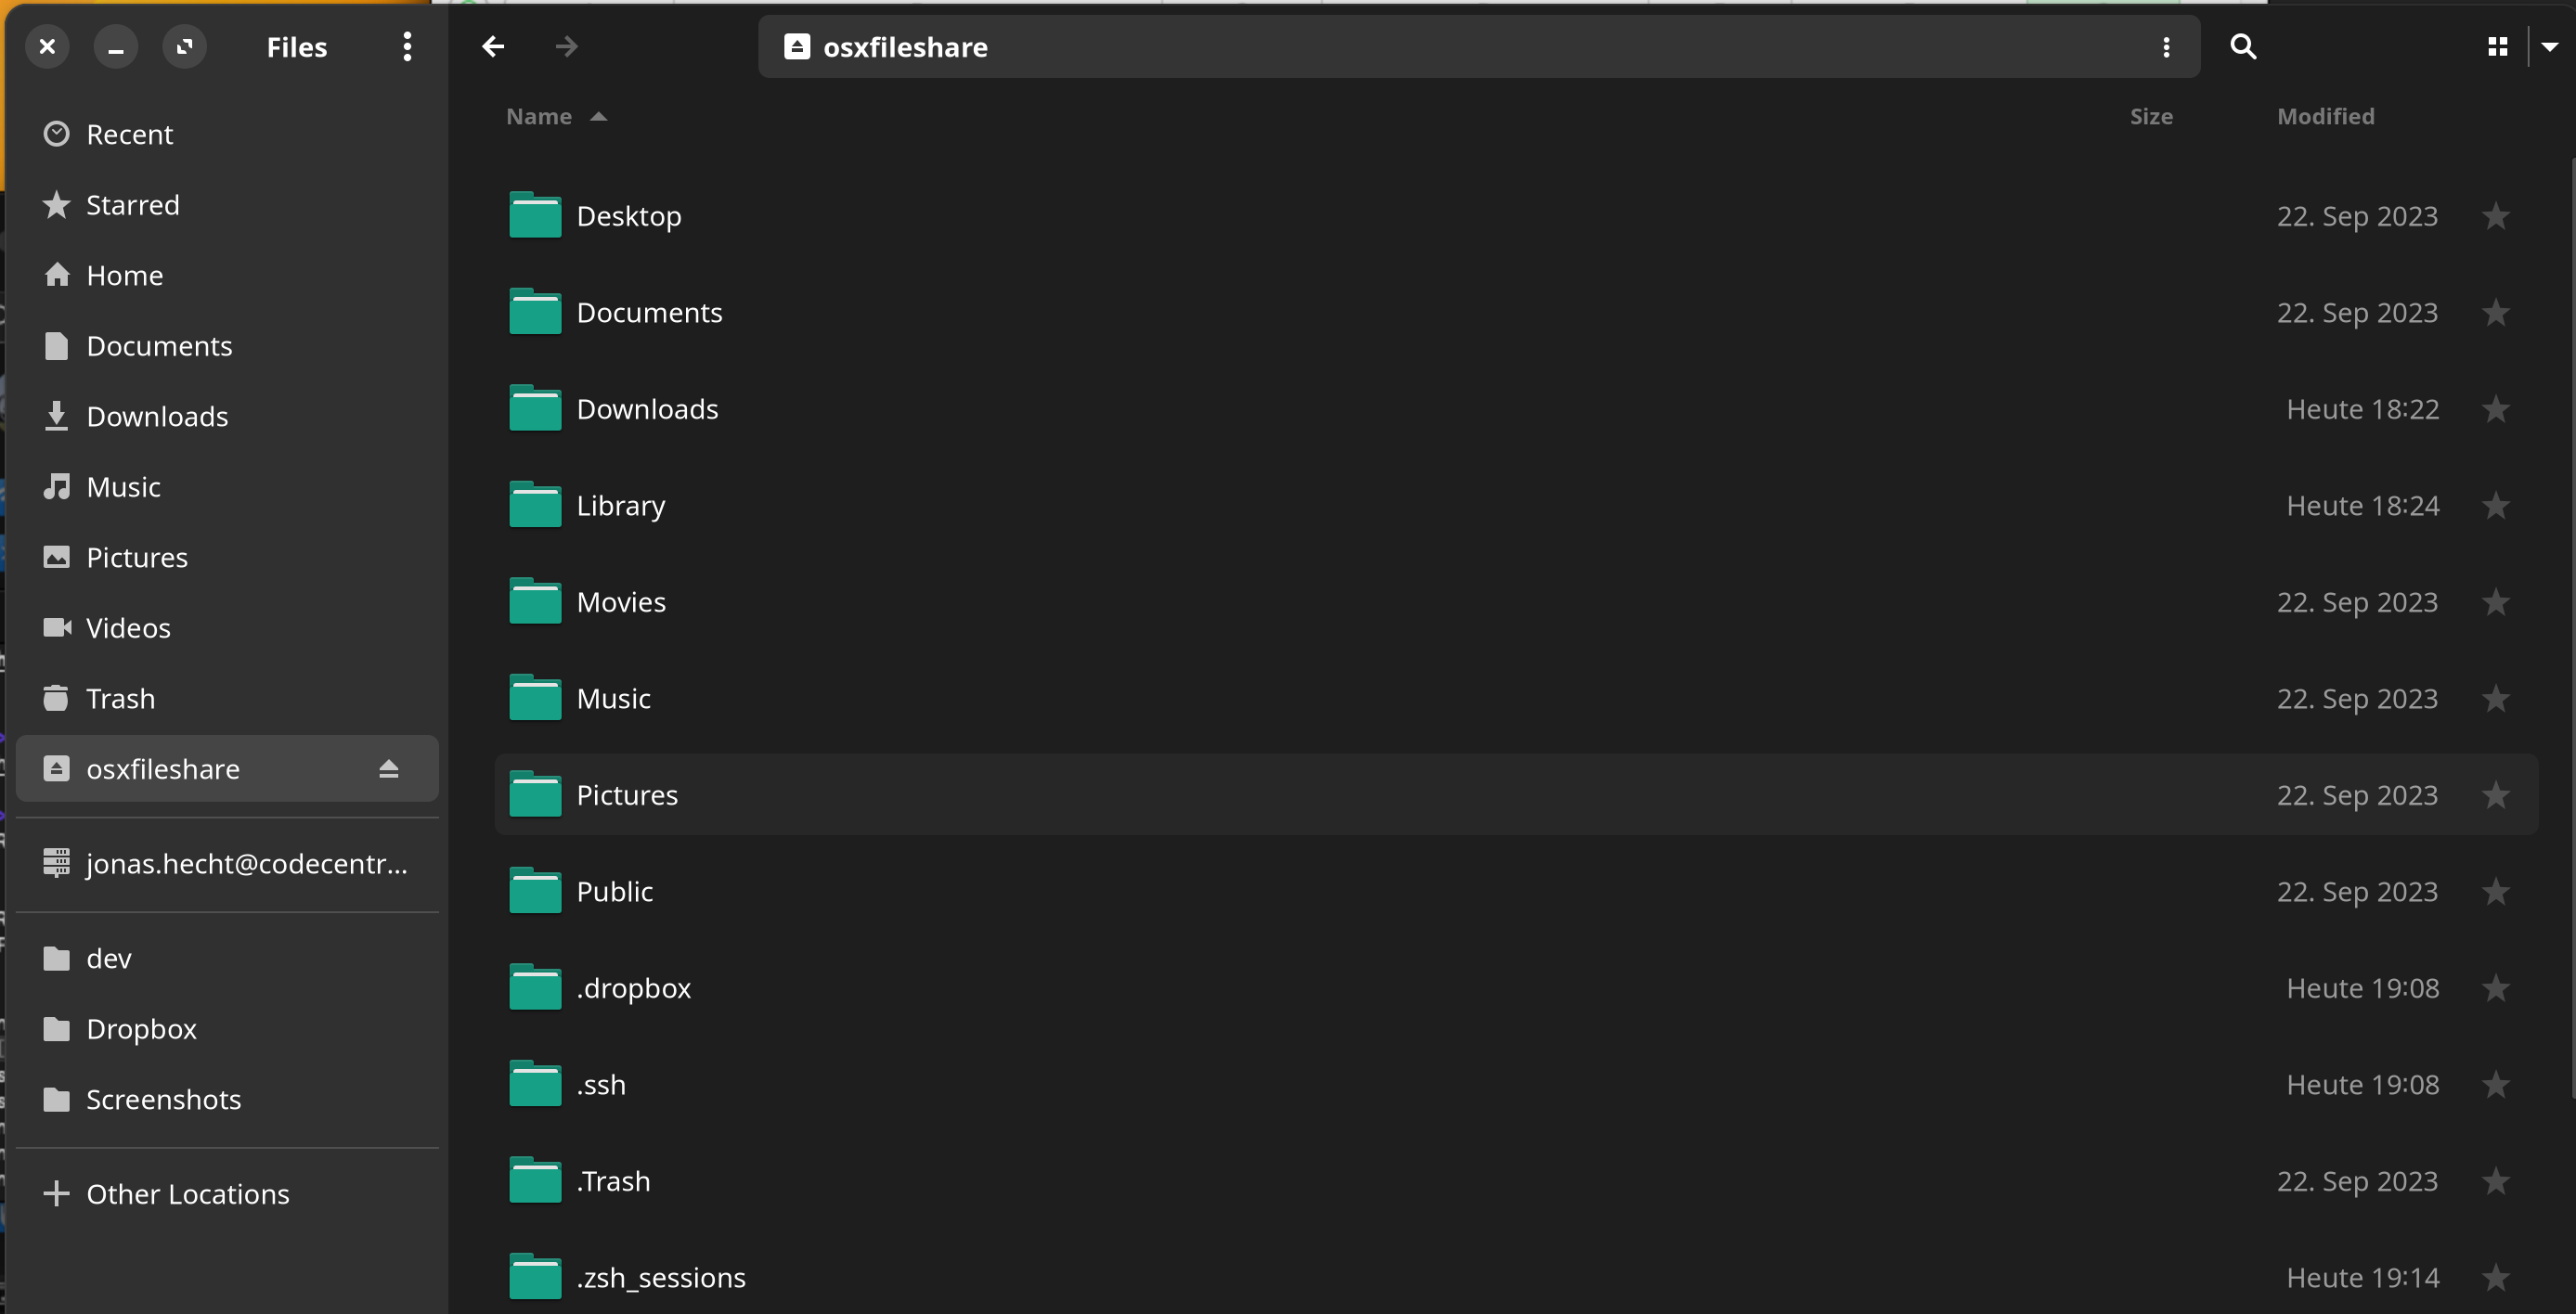 Files
osxfileshare
Recent
Starred
Home
Documents
Downloads
Music
Pictures
Videos
Trash
osxfileshare
jonas.hecht@codecentr...
dev
Dropbox
Screenshots
Other Locations
Name Size Modified
Desktop 22. Sep 2023
Documents 22. Sep 2023
Downloads Heute 18:22
Library Heute 18:24
Movies 22. Sep 2023
Music 22. Sep 2023
Pictures 22. Sep 2023
Public 22. Sep 2023
.dropbox Heute 19:08
.ssh Heute 19:08
.Trash 22. Sep 2023
.zsh_sessions Heute 19:14